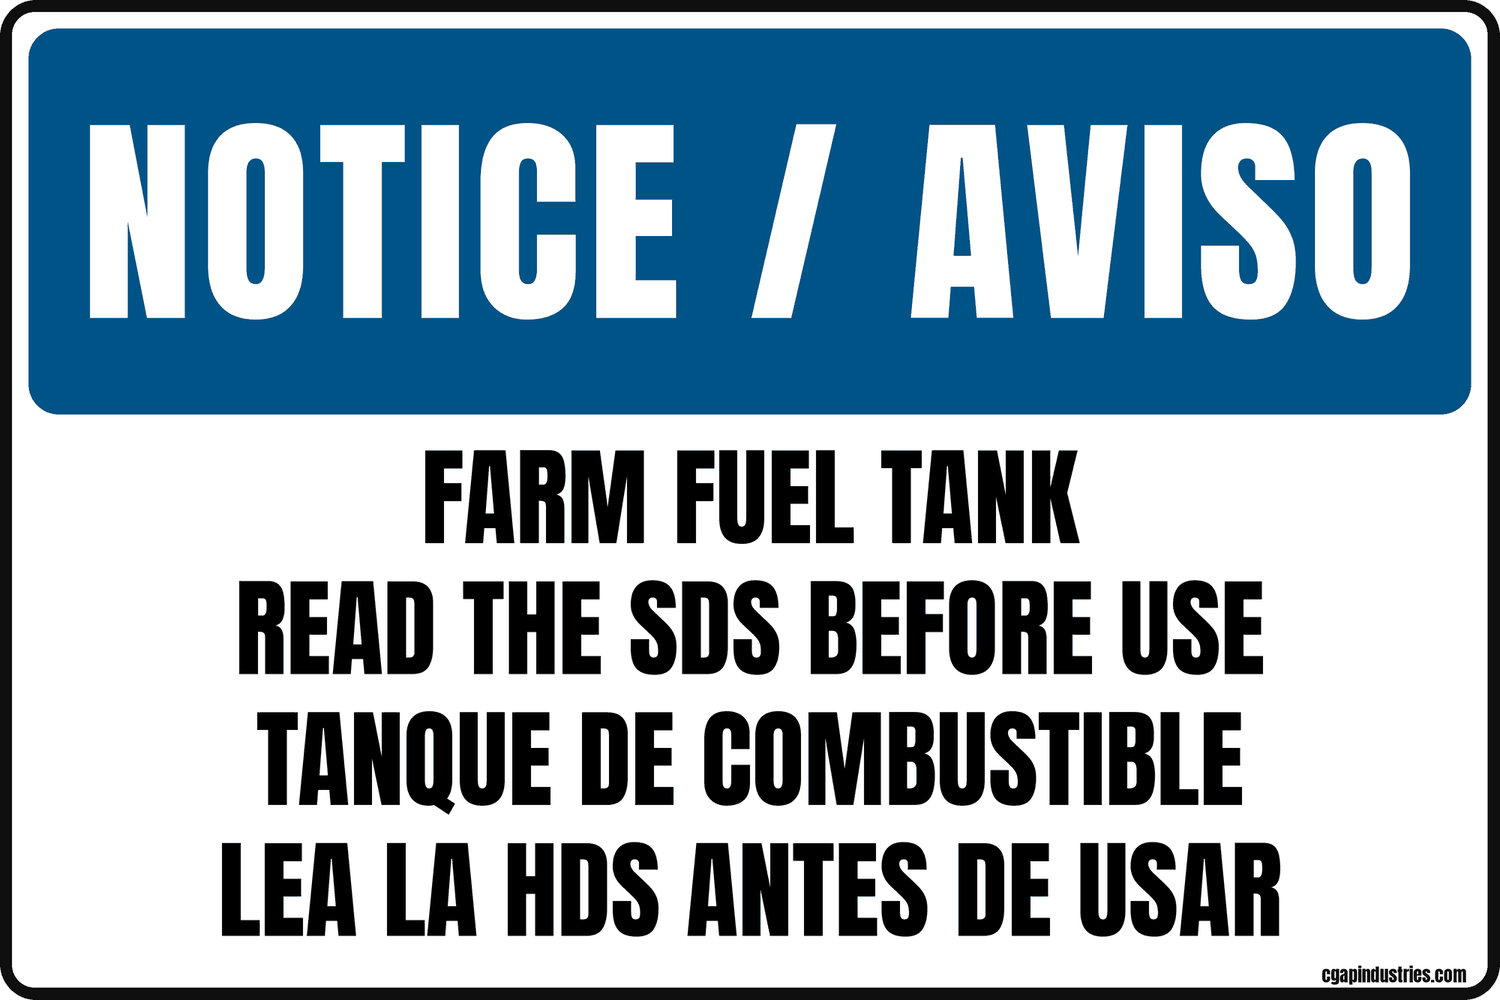 NOTICE / AVISO
FARM FUEL TANK
READ THE SDS BEFORE USE
TANQUE DE COMBUSTIBLE
LEA LA HDS ANTES DE USAR
cgapindustries.com